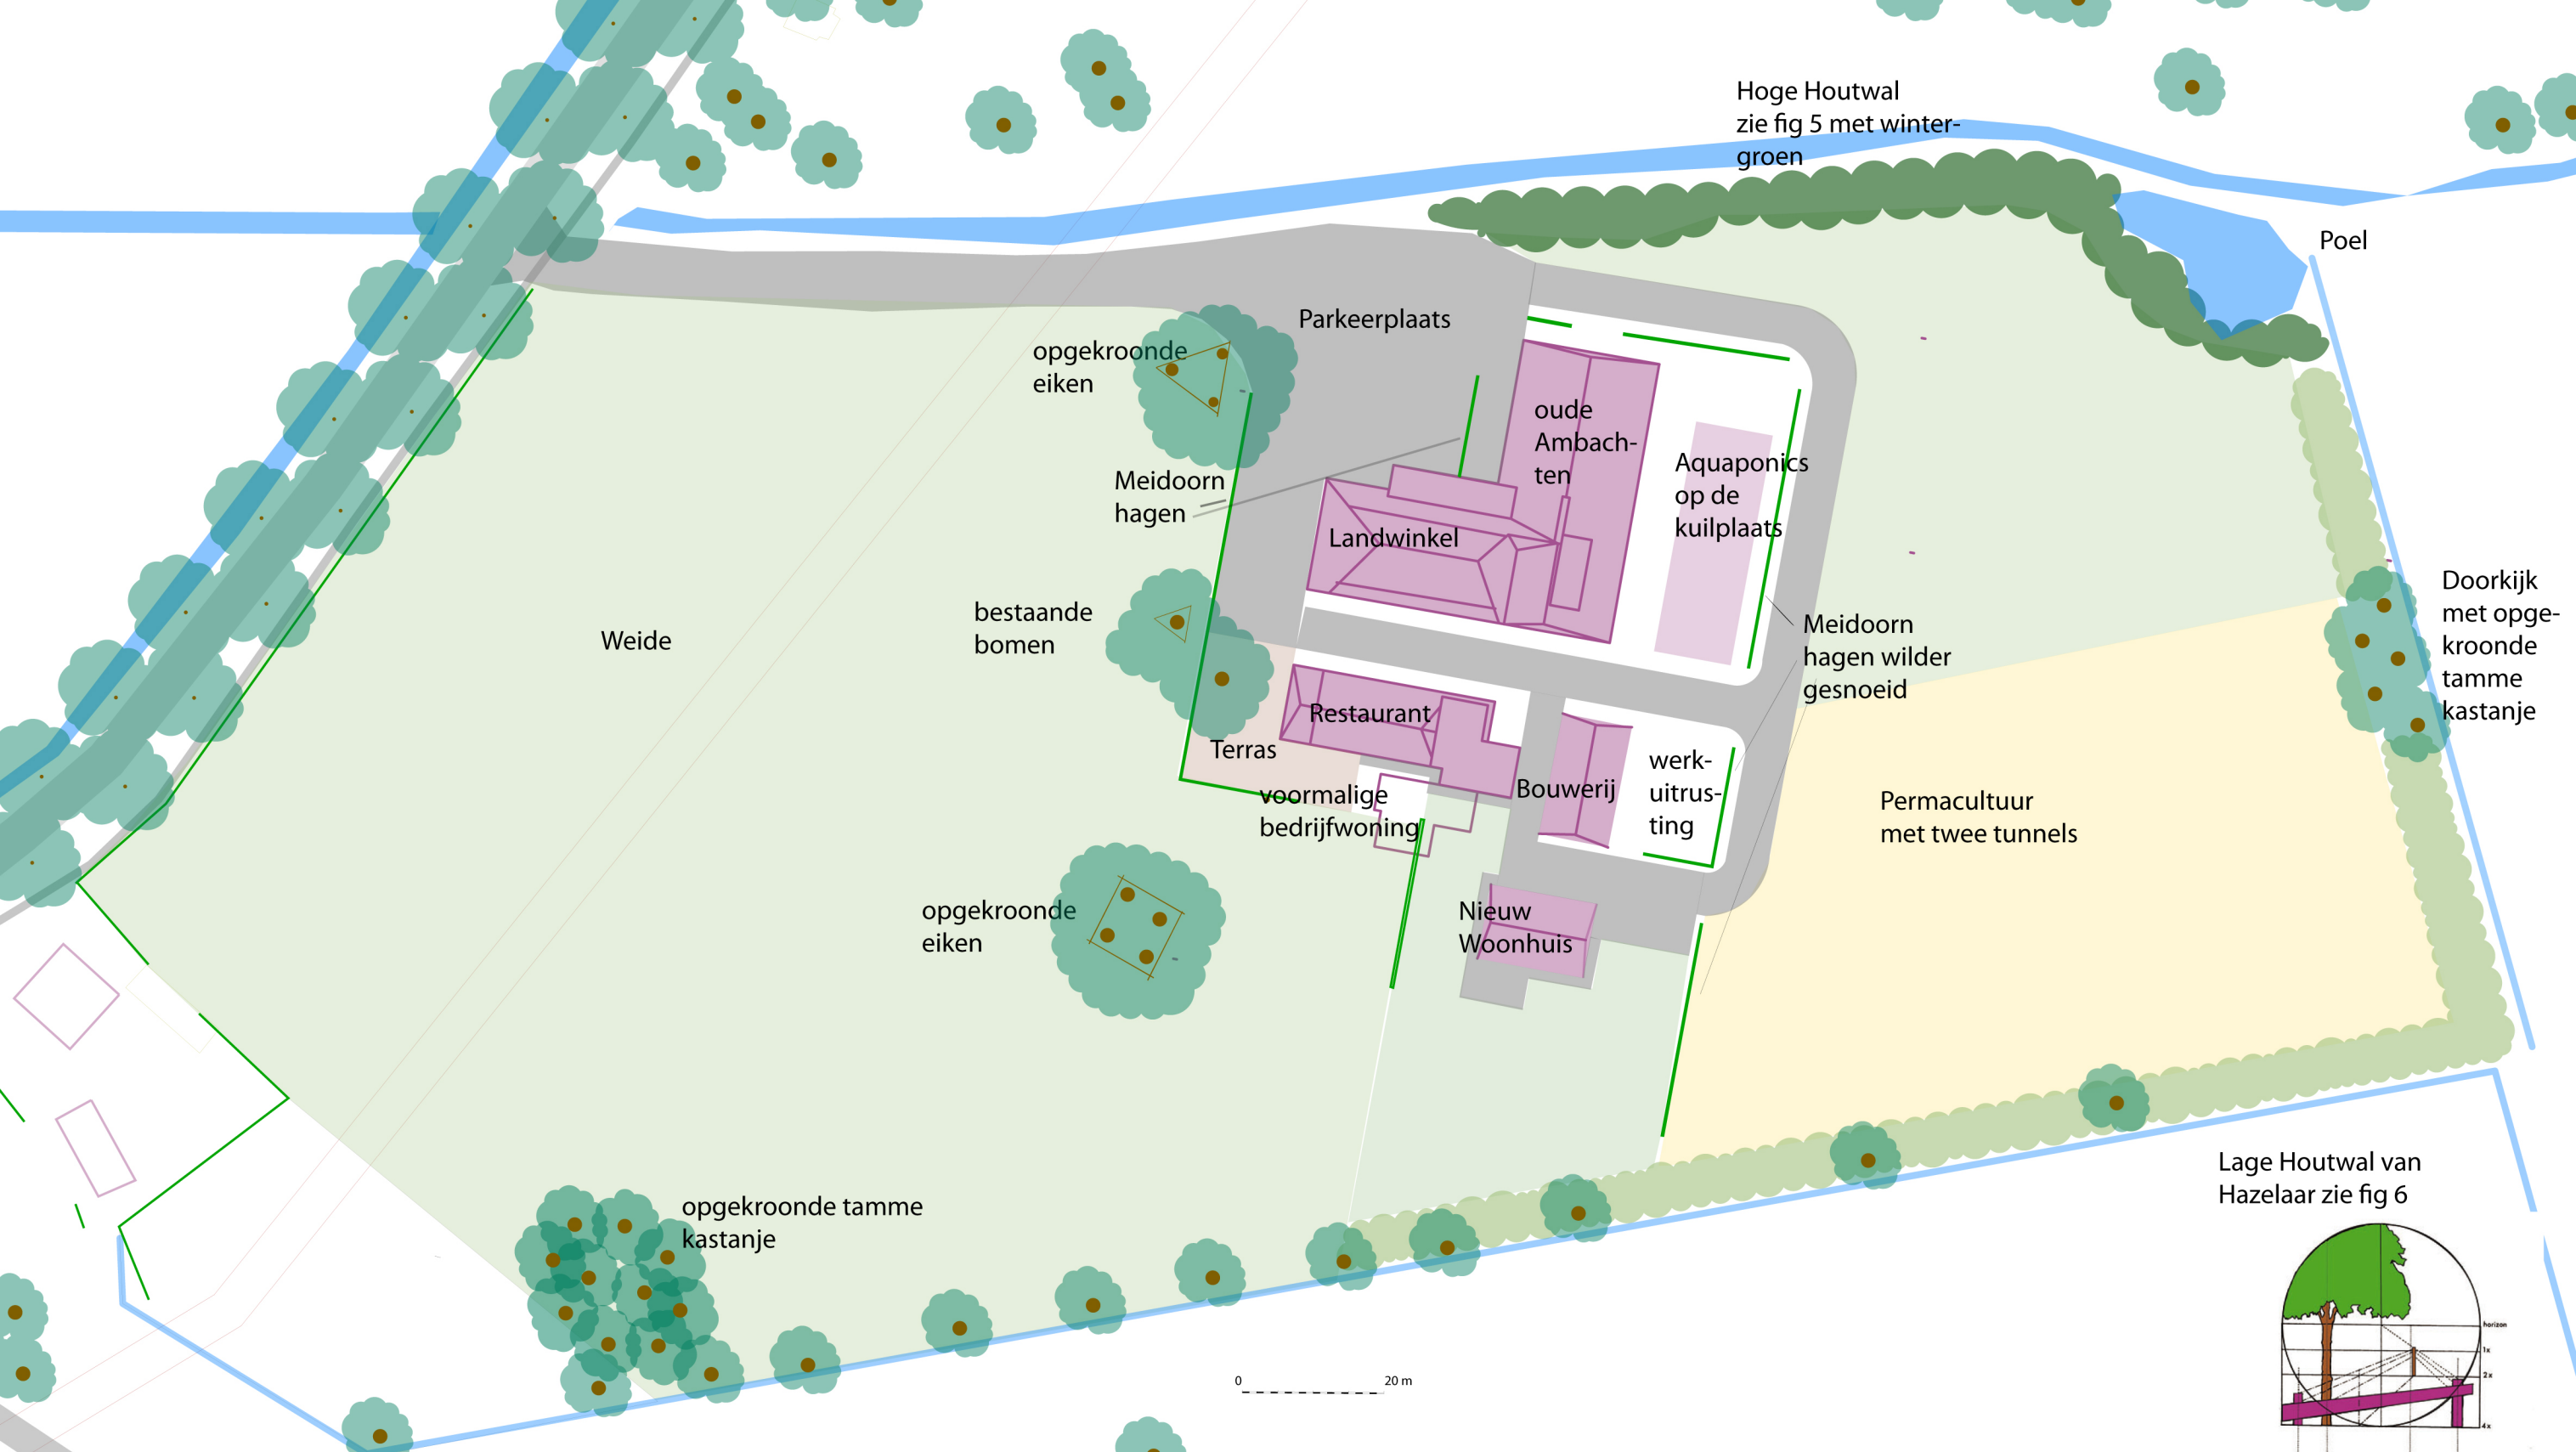 Hoge Houtwal
zie fig 5 met winter-
groen
Poel
Parkeerplaats
opgekroonde
eiken
oude
Ambach-
ten
Aquaponics
op de
kuilplaats
Meidoorn
hagen
Landwinkel
Doorkijk
met opge-
kroonde
tamme
kastanje
bestaande
bomen
Weide
Meidoorn
hagen wilder
gesnoeid
Restaurant
Terras
werk-
uitrus-
ting
Bouwerij
voormalige
bedrijfwoning
Permacultuur
met twee tunnels
opgekroonde
eiken
Nieuw
Woonhuis
opgekroonde tamme
kastanje
Lage Houtwal van
Hazelaar zie fig 6
0 20 m
horizon
1x
2x
4x